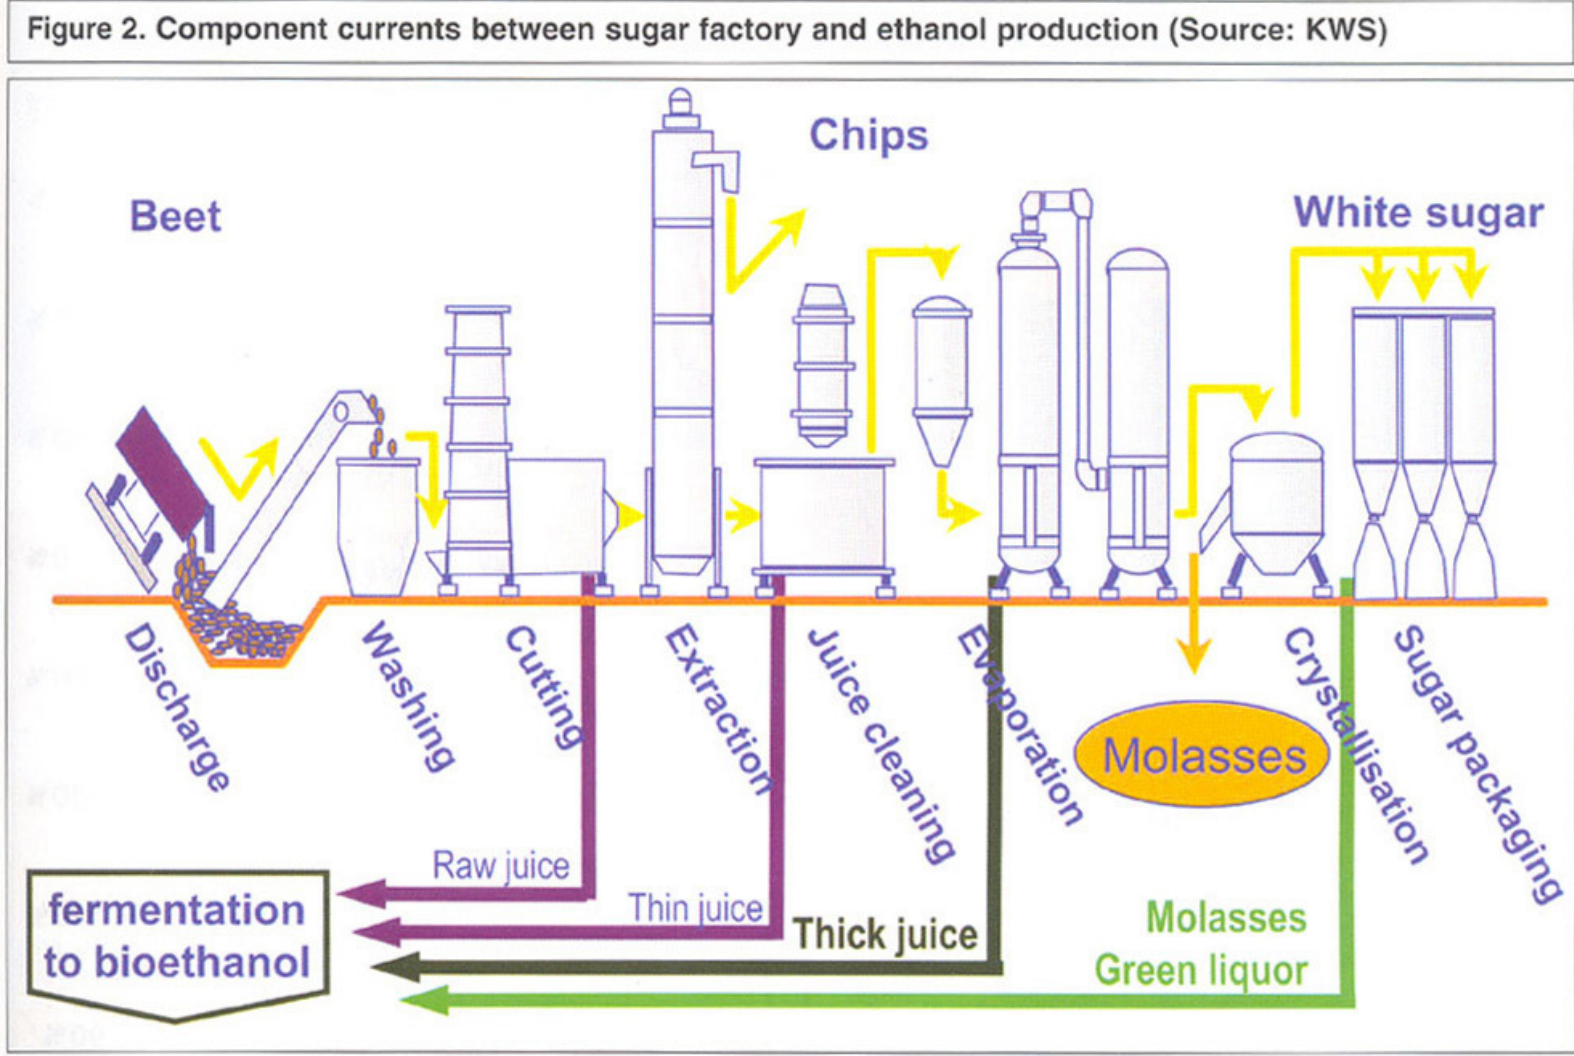 Figure 2. Component currents between sugar factory and ethanol production (Source: KWS)
Chips
Beet
White sugar
Discharge
Washing
Cutting
Extraction
Juice cleaning
Evaporation
Crystallisation
Sugar packaging
Molasses
Raw juice
Thin juice
Thick juice
Molasses
Green liquor
fermentation
to bioethanol